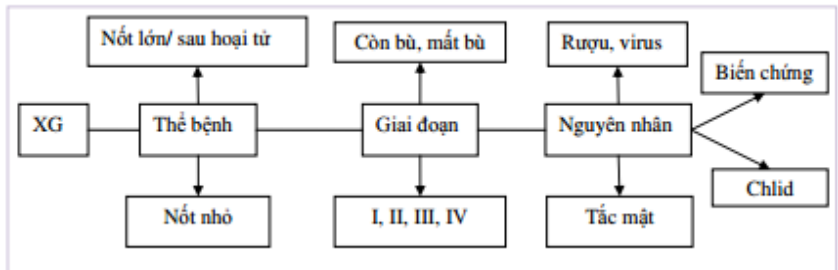 Nốt lớn/ sau hoại tử
Còn bù, mất bù
Rượu, virus
Biến chứng
XG
Thể bệnh
Giai đoạn
Nguyên nhân
Chlid
Nốt nhỏ
I, II, III, IV
Tắc mật